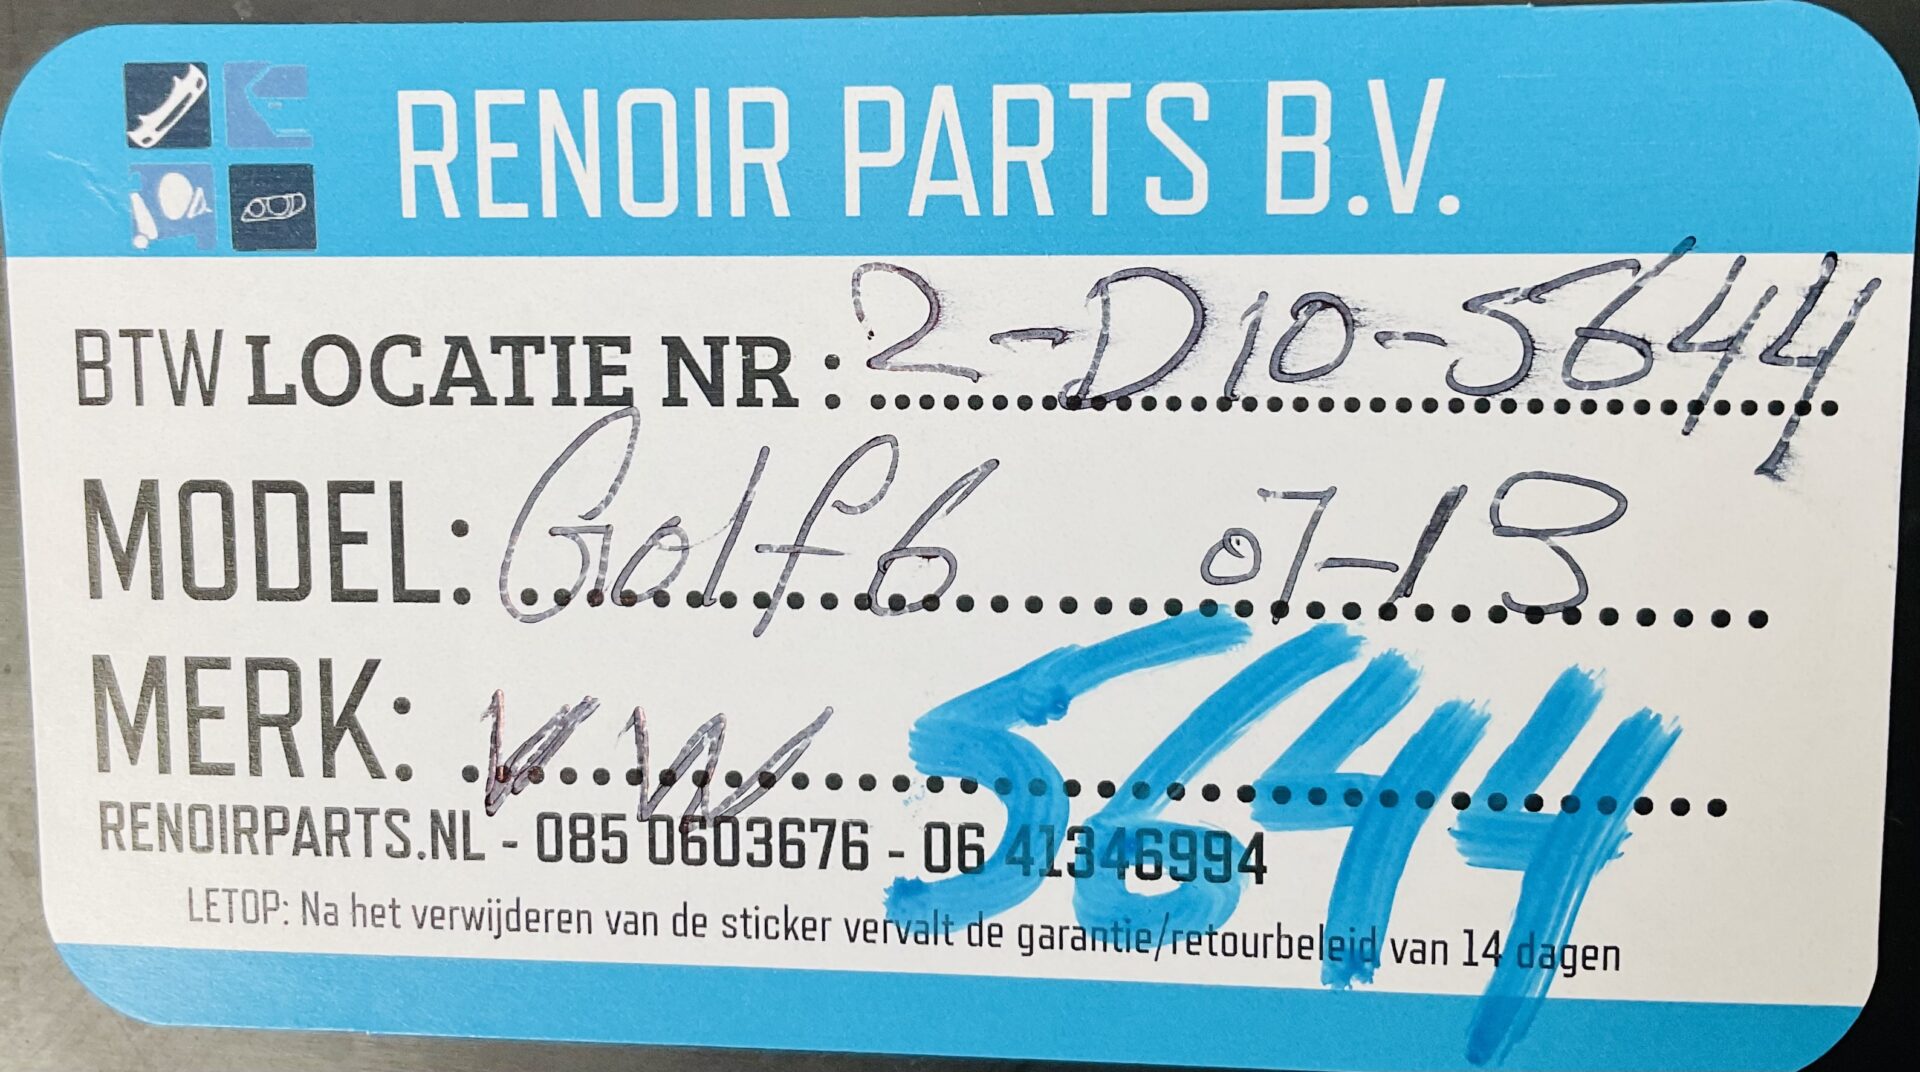 RENOIR PARTS B.V.
BTW LOCATIE NR : 2-D10-5644
MODEL: Golf 6 07-13
MERK: VW
5644
RENOIRPARTS.NL - 085 0603676 - 06 41346994
LETOP: Na het verwijderen van de sticker vervalt de garantie/retourbeleid van 14 dagen